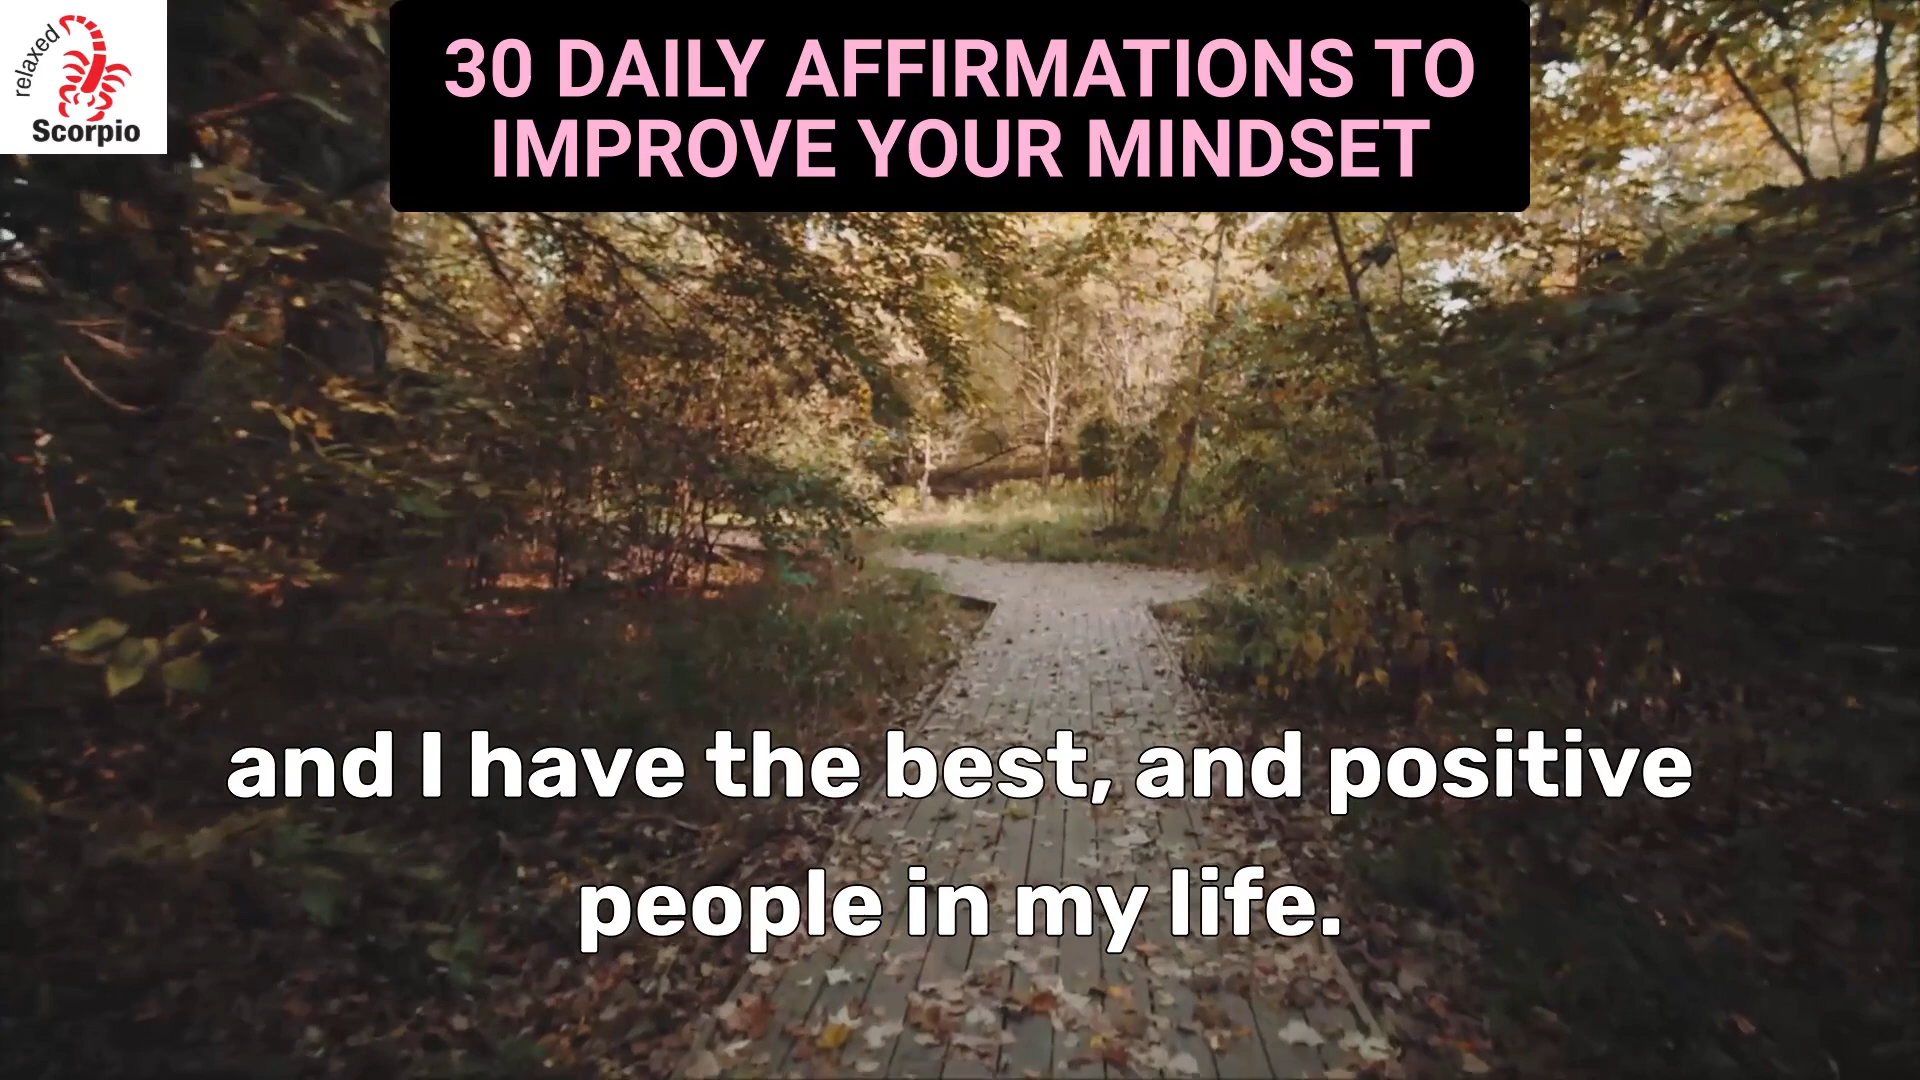 relaxed
Scorpio
30 DAILY AFFIRMATIONS TO
IMPROVE YOUR MINDSET
and I have the best, and positive
people in my life.